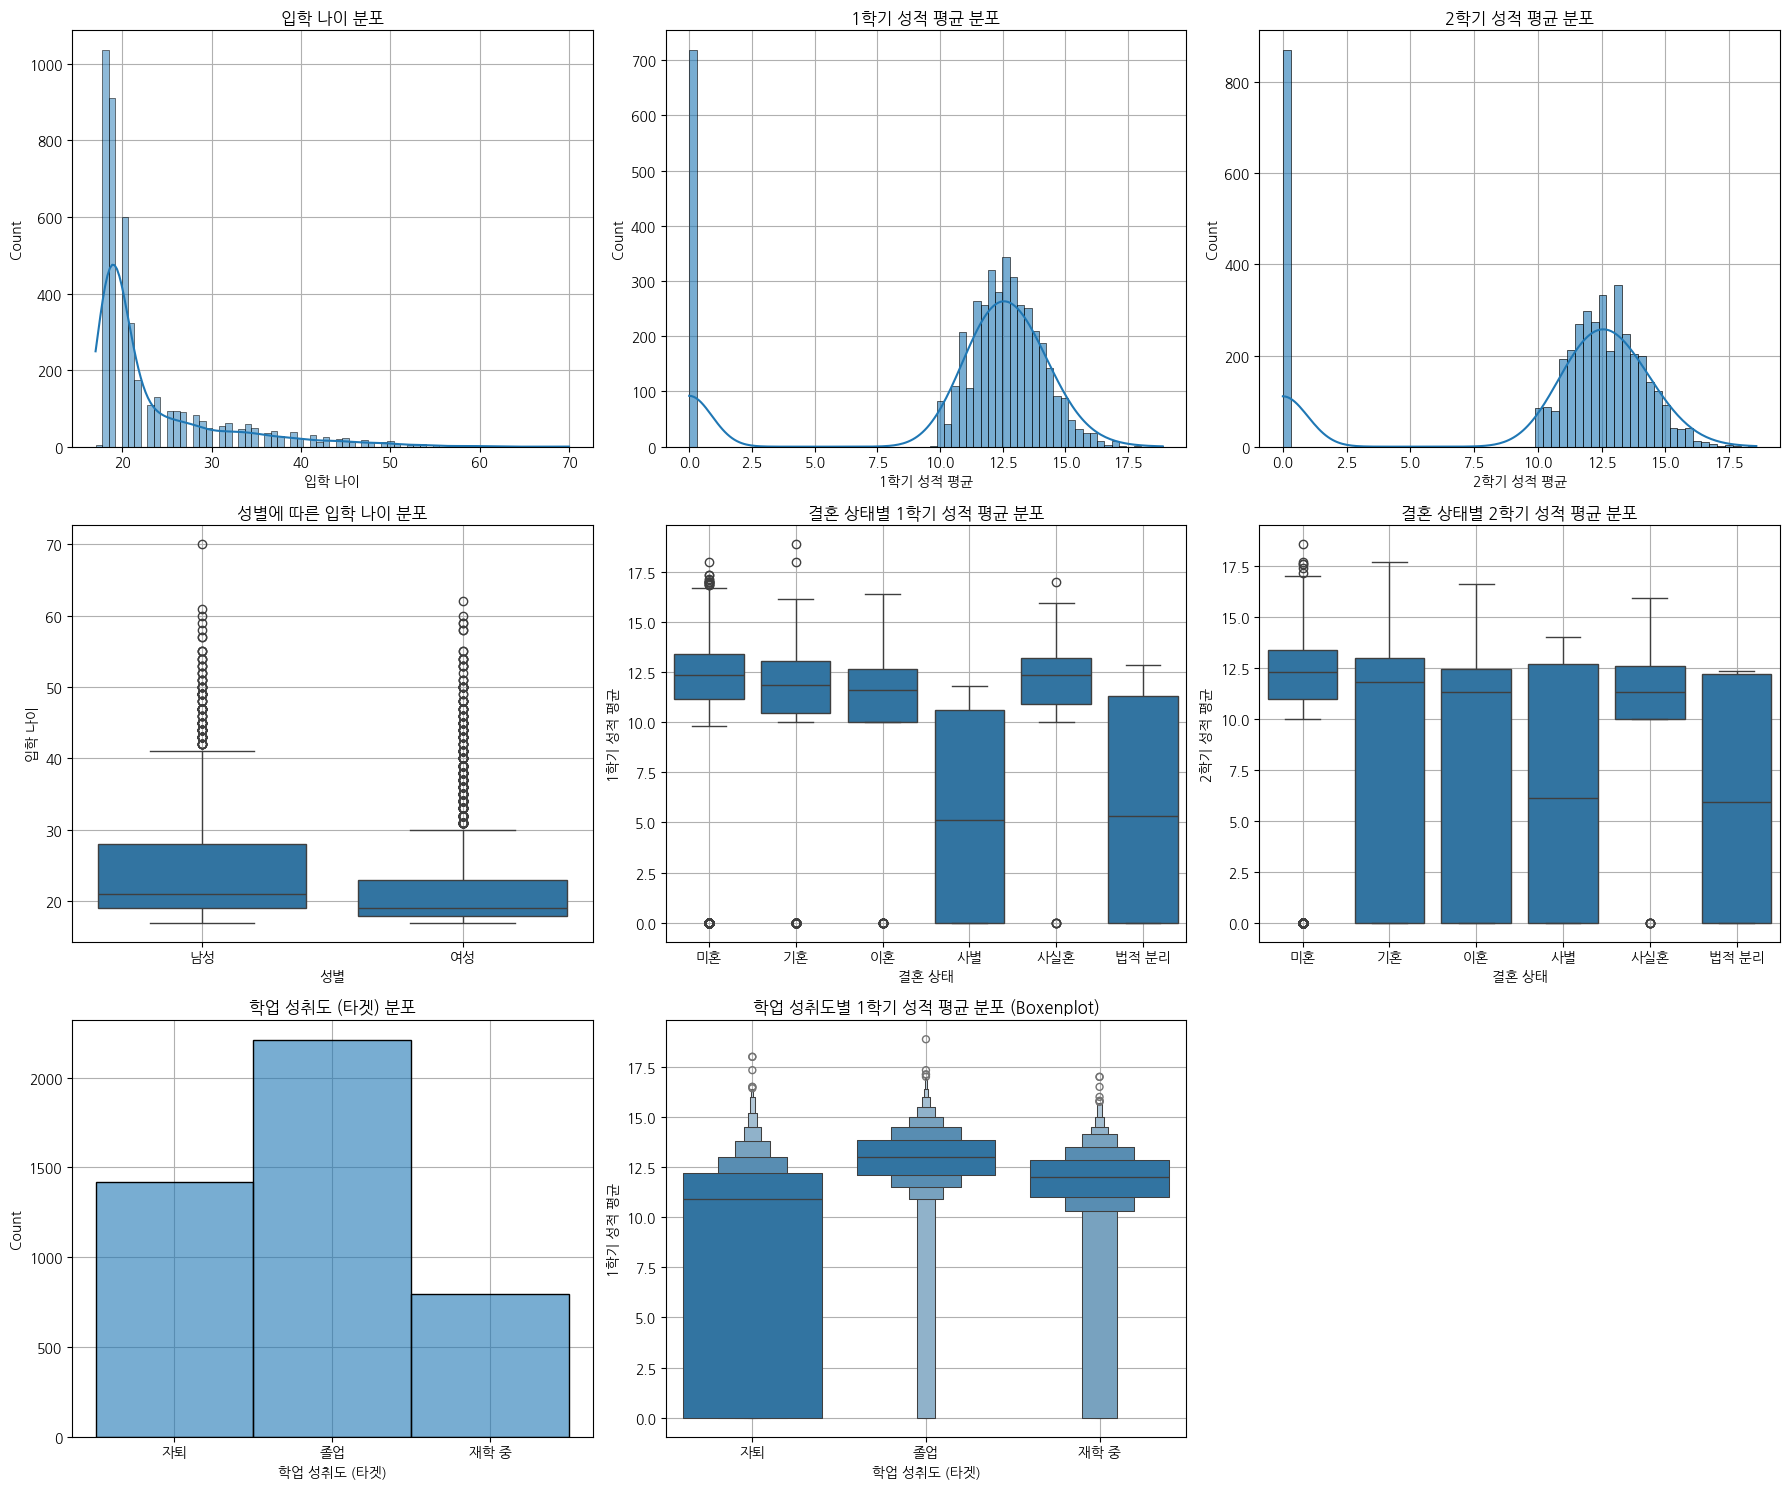 입학 나이 분포
1000
800
600
400
200
0
Count
20 30 40 50 60 70
입학 나이
1학기 성적 평균 분포
700
600
500
400
300
200
100
0
Count
0.0 2.5 5.0 7.5 10.0 12.5 15.0 17.5
1학기 성적 평균
2학기 성적 평균 분포
800
600
400
200
0
Count
0.0 2.5 5.0 7.5 10.0 12.5 15.0 17.5
2학기 성적 평균
성별에 따른 입학 나이 분포
70
60
50
40
30
20
입학 나이
남성 여성
성별
결혼 상태별 1학기 성적 평균 분포
17.5
15.0
12.5
10.0
7.5
5.0
2.5
0.0
1학기 성적 평균
미혼 기혼 이혼 사별 사실혼 법적 분리
결혼 상태
결혼 상태별 2학기 성적 평균 분포
17.5
15.0
12.5
10.0
7.5
5.0
2.5
0.0
2학기 성적 평균
미혼 기혼 이혼 사별 사실혼 법적 분리
결혼 상태
학업 성취도 (타겟) 분포
2000
1500
1000
500
0
Count
자퇴 졸업 재학 중
학업 성취도 (타겟)
학업 성취도별 1학기 성적 평균 분포 (Boxenplot)
17.5
15.0
12.5
10.0
7.5
5.0
2.5
0.0
1학기 성적 평균
자퇴 졸업 재학 중
학업 성취도 (타겟)